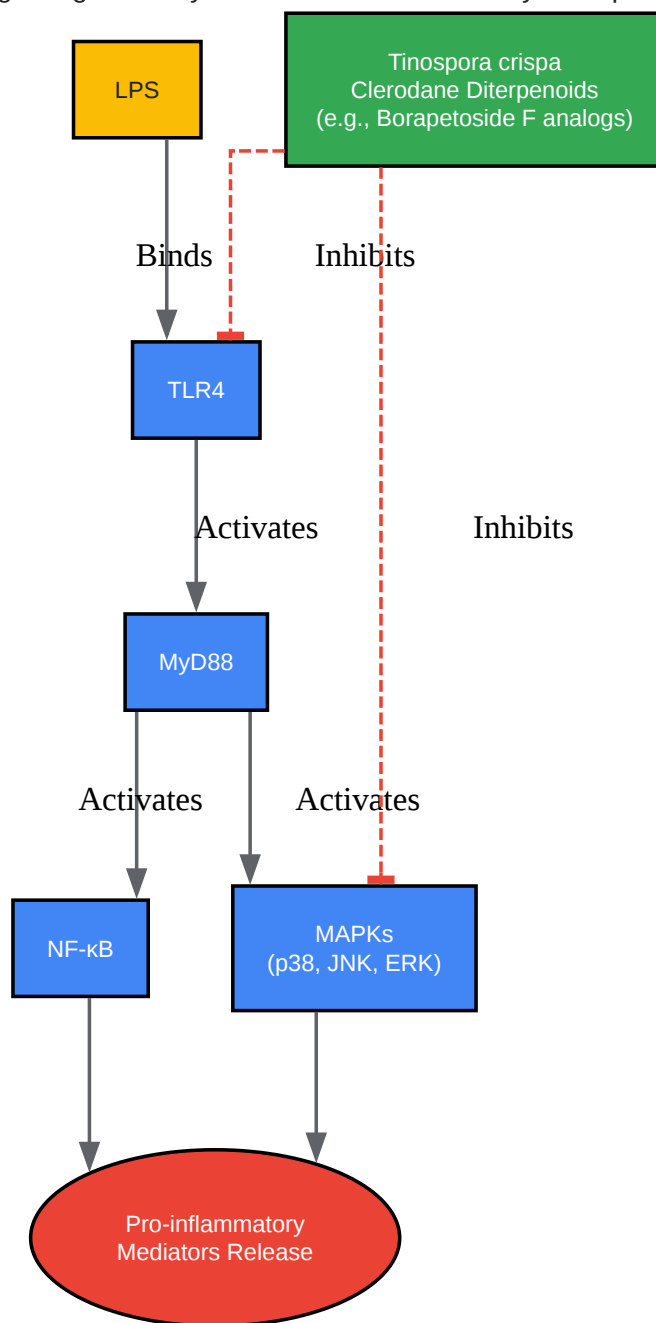 LPS
Tinospora crispa
Clerodane Diterpenoids
(e.g., Borapetoside F analogs)
Binds
Inhibits
TLR4
Activates
Inhibits
MyD88
Activates
Activates
NF-κB
MAPKs
(p38, JNK, ERK)
Pro-inflammatory
Mediators Release